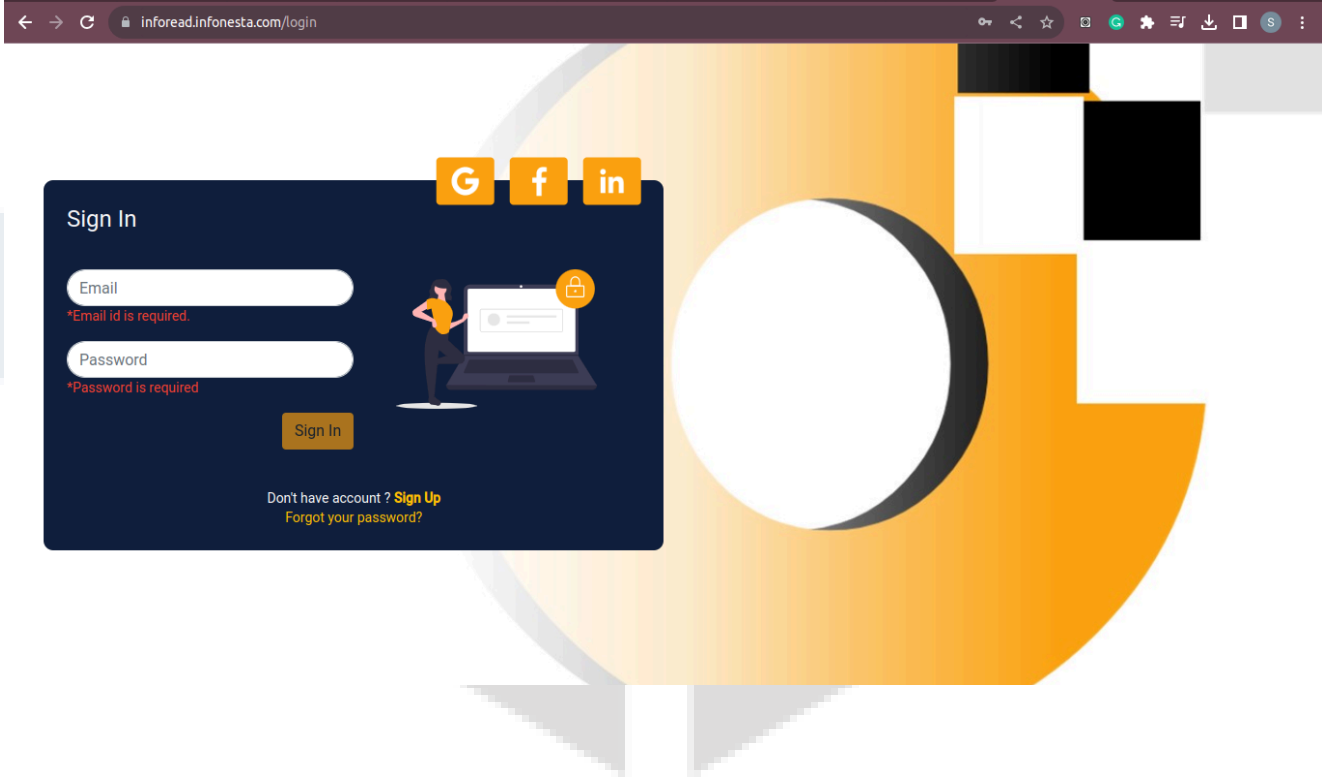 inforead.infonesta.com/login
S
G f in
Sign In
Email
*Email id is required.
Password
*Password is required
Sign In
Don't have account ? Sign Up
Forgot your password?